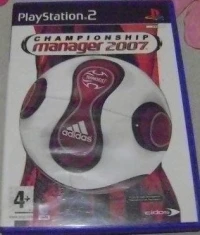 PlayStation 2
CHAMPIONSHIP
manager 2007
adidas
4+
eidos